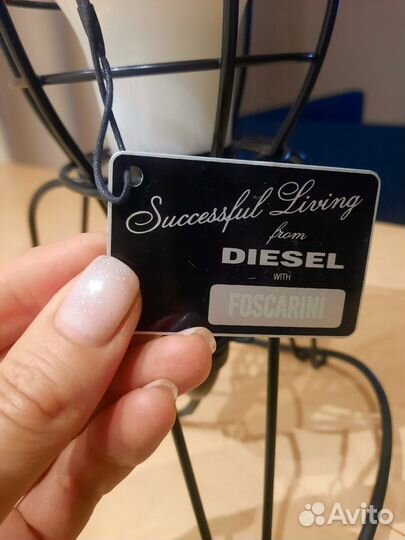 Successful Living
from
DIESEL
WITH
FOSCARINI
Avito